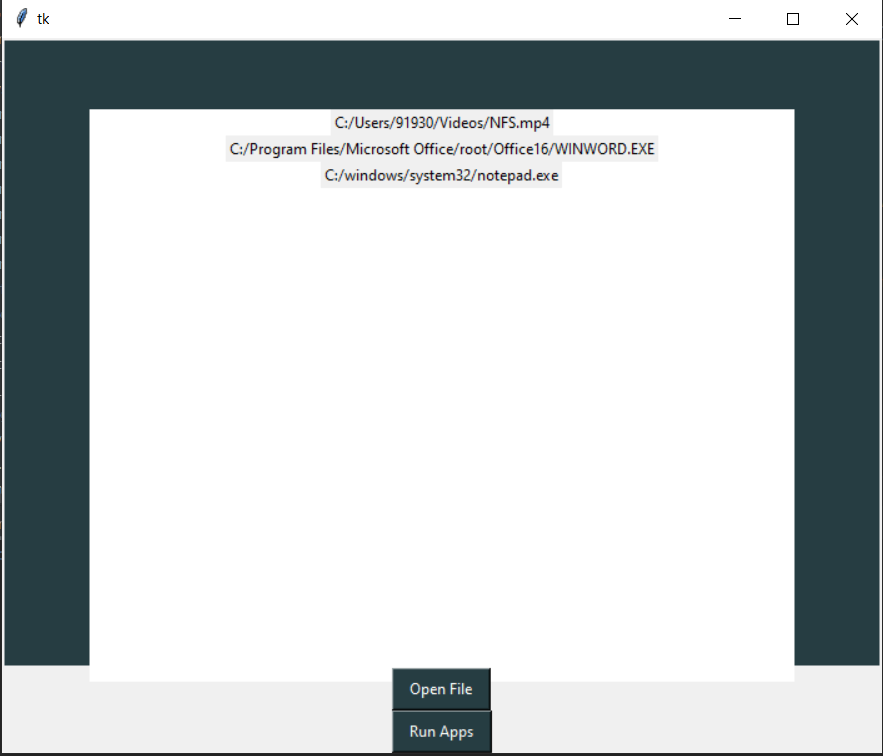 tk
C:/Users/91930/Videos/NFS.mp4
C:/Program Files/Microsoft Office/root/Office16/WINWORD.EXE
C:/windows/system32/notepad.exe
Open File
Run Apps